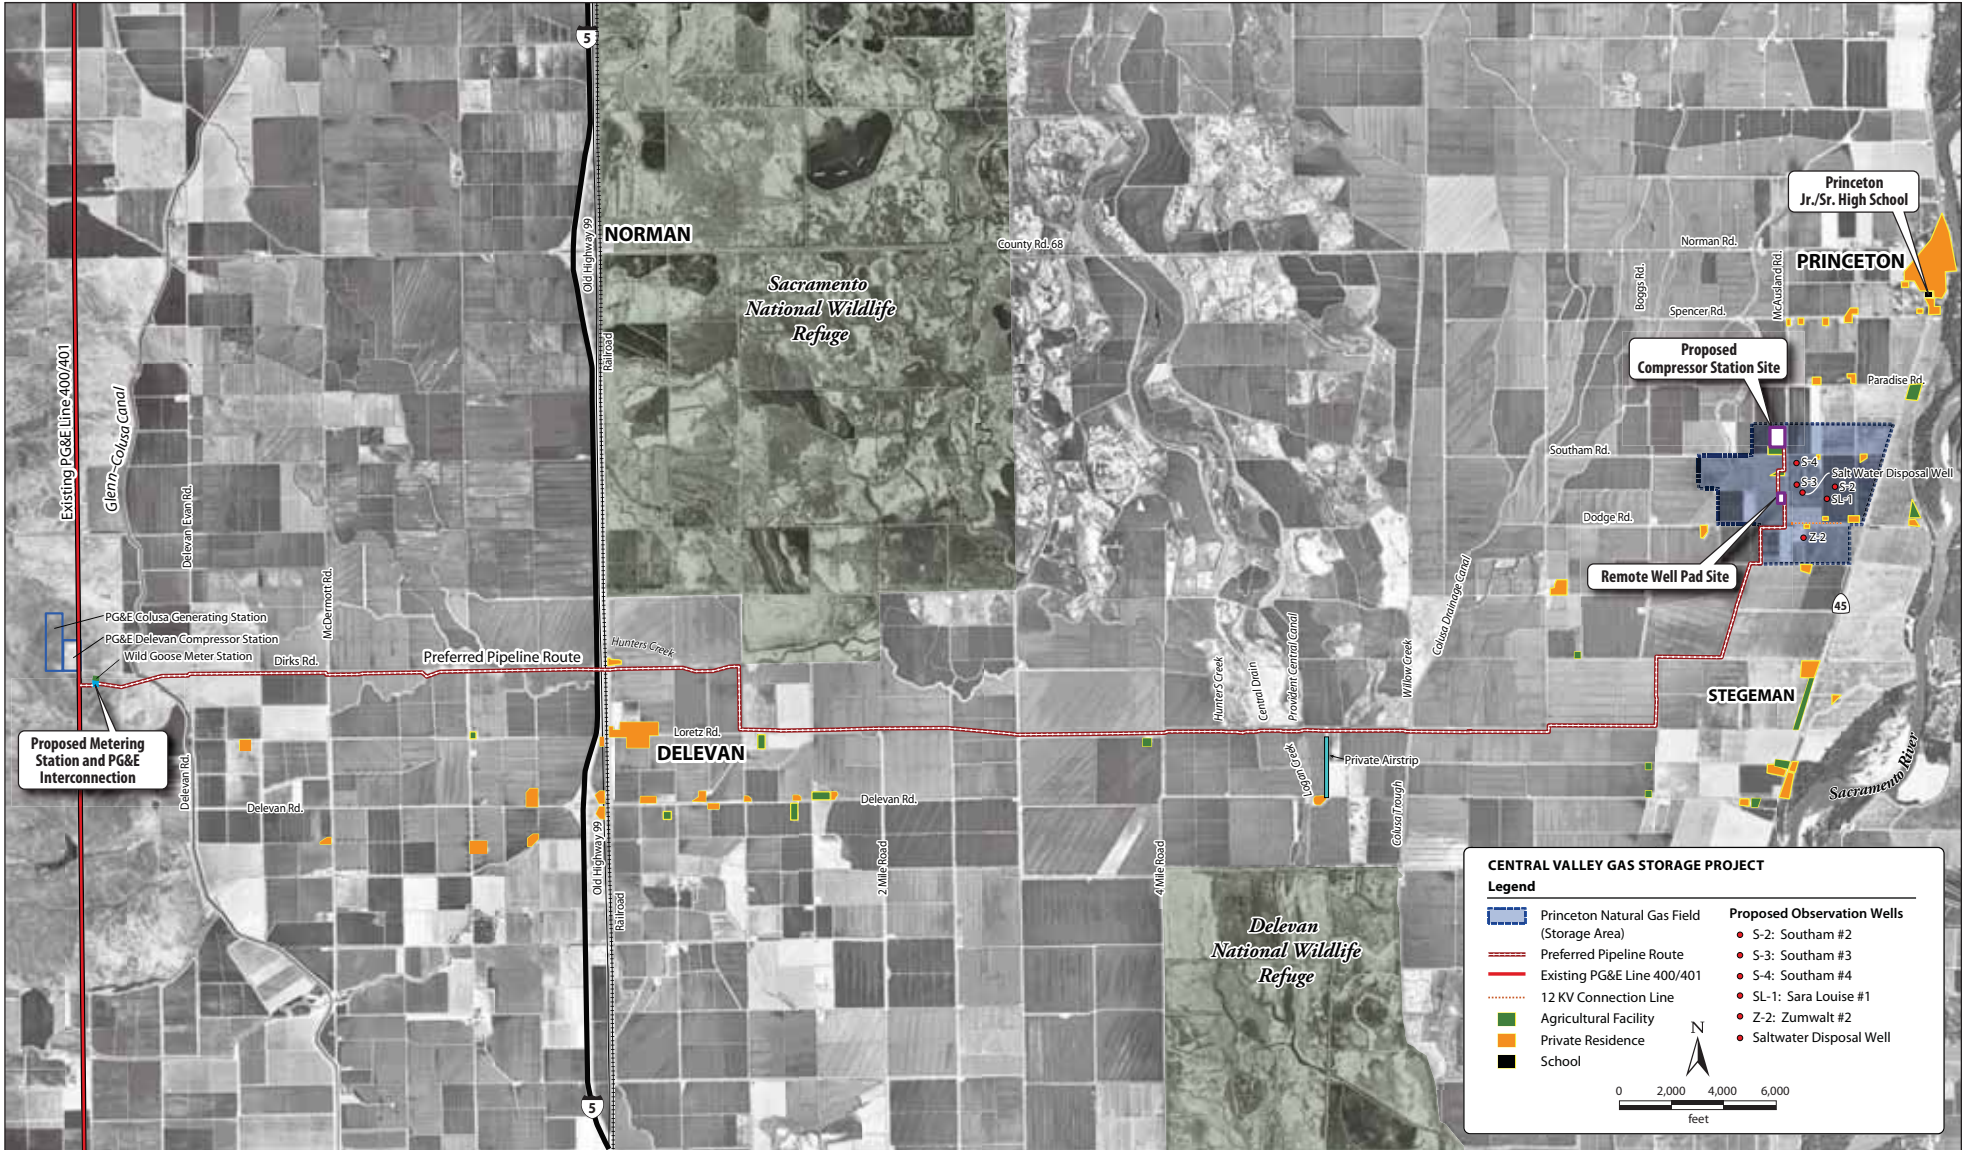 5
NORMAN
Old Highway 99
Railroad
Sacramento
National Wildlife
Refuge
County Rd. 68
Princeton
Jr./Sr. High School
Norman Rd.
PRINCETON
Boggs Rd.
McAusland Rd.
Spencer Rd.
Proposed
Compressor Station Site
Paradise Rd.
Existing PG&E Line 400/401
Glenn-Colusa Canal
Delevan Evan Rd.
McDermott Rd.
Southam Rd.
S-4
Salt Water Disposal Well
S-3
S-2
SL-1
Dodge Rd.
Z-2
Remote Well Pad Site
45
Colusa Drainage Canal
PG&E Colusa Generating Station
PG&E Delevan Compressor Station
Wild Goose Meter Station
Dirks Rd.
Preferred Pipeline Route
Hunters Creek
Hunters Creek
Central Drain
Provident Central Canal
Willow Creek
STEGEMAN
Proposed Metering
Station and PG&E
Interconnection
Loretz Rd.
DELEVAN
Logan Creek
Private Airstrip
Colusa Trough
Sacramento River
Delevan Rd.
Delevan Rd.
Delevan Rd.
Old Highway 99
Railroad
2 Mile Road
4 Mile Road
Delevan
National Wildlife
Refuge
5
CENTRAL VALLEY GAS STORAGE PROJECT
Legend
Princeton Natural Gas Field
(Storage Area)
Preferred Pipeline Route
Existing PG&E Line 400/401
12 KV Connection Line
Agricultural Facility
Private Residence
School
Proposed Observation Wells
S-2: Southam #2
S-3: Southam #3
S-4: Southam #4
SL-1: Sara Louise #1
Z-2: Zumwalt #2
Saltwater Disposal Well
N
0 2,000 4,000 6,000
feet